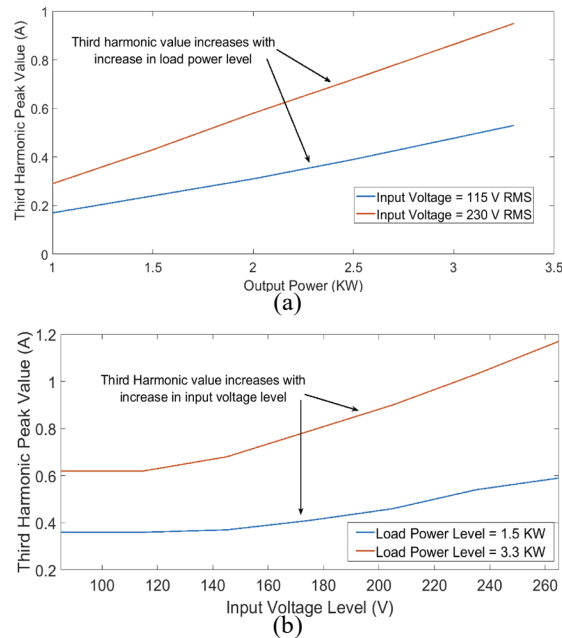 Third Harmonic Peak Value (A)
1
0.8
0.6
0.4
0.2
0
Third harmonic value increases with
increase in load power level
Input Voltage = 115 V RMS
Input Voltage = 230 V RMS
1
1.5
2
2.5
3
3.5
Output Power (KW)
(a)
Third Harmonic Peak Value (A)
1.2
1
0.8
0.6
0.4
0.2
Third Harmonic value increases with
increase in input voltage level
Load Power Level = 1.5 KW
Load Power Level = 3.3 KW
100
120
140
160
180
200
220
240
260
Input Voltage Level (V)
(b)